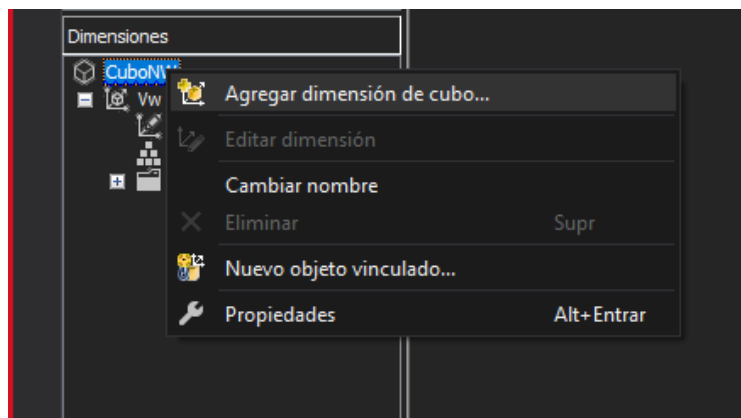 Dimensiones
CuboNW
Vw
Agregar dimensión de cubo...
Editar dimensión
Cambiar nombre
Eliminar Supr
Nuevo objeto vinculado...
Propiedades Alt+Entrar